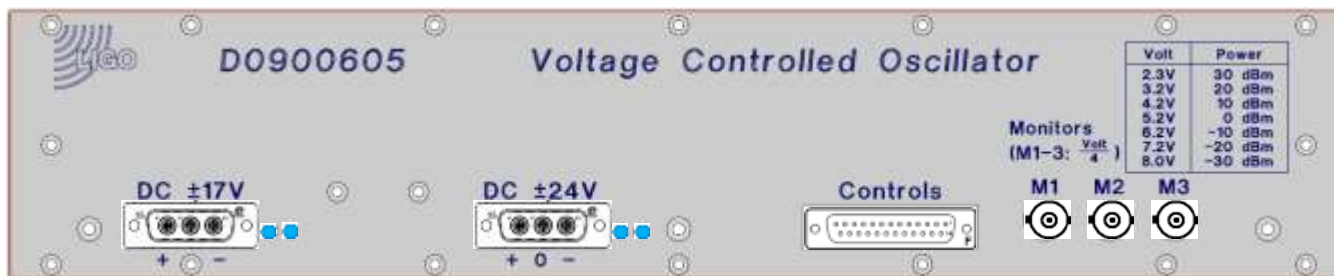 LIGO
D0900605
Voltage Controlled Oscillator
Volt Power
2.3V 30 dBm
3.2V 20 dBm
4.2V 10 dBm
5.2V 0 dBm
6.2V -10 dBm
7.2V -20 dBm
8.0V -30 dBm
Monitors
(M1-3: Volt/4)
DC ±17V
DC ±24V
Controls
M1 M2 M3
+ -
+ 0 -